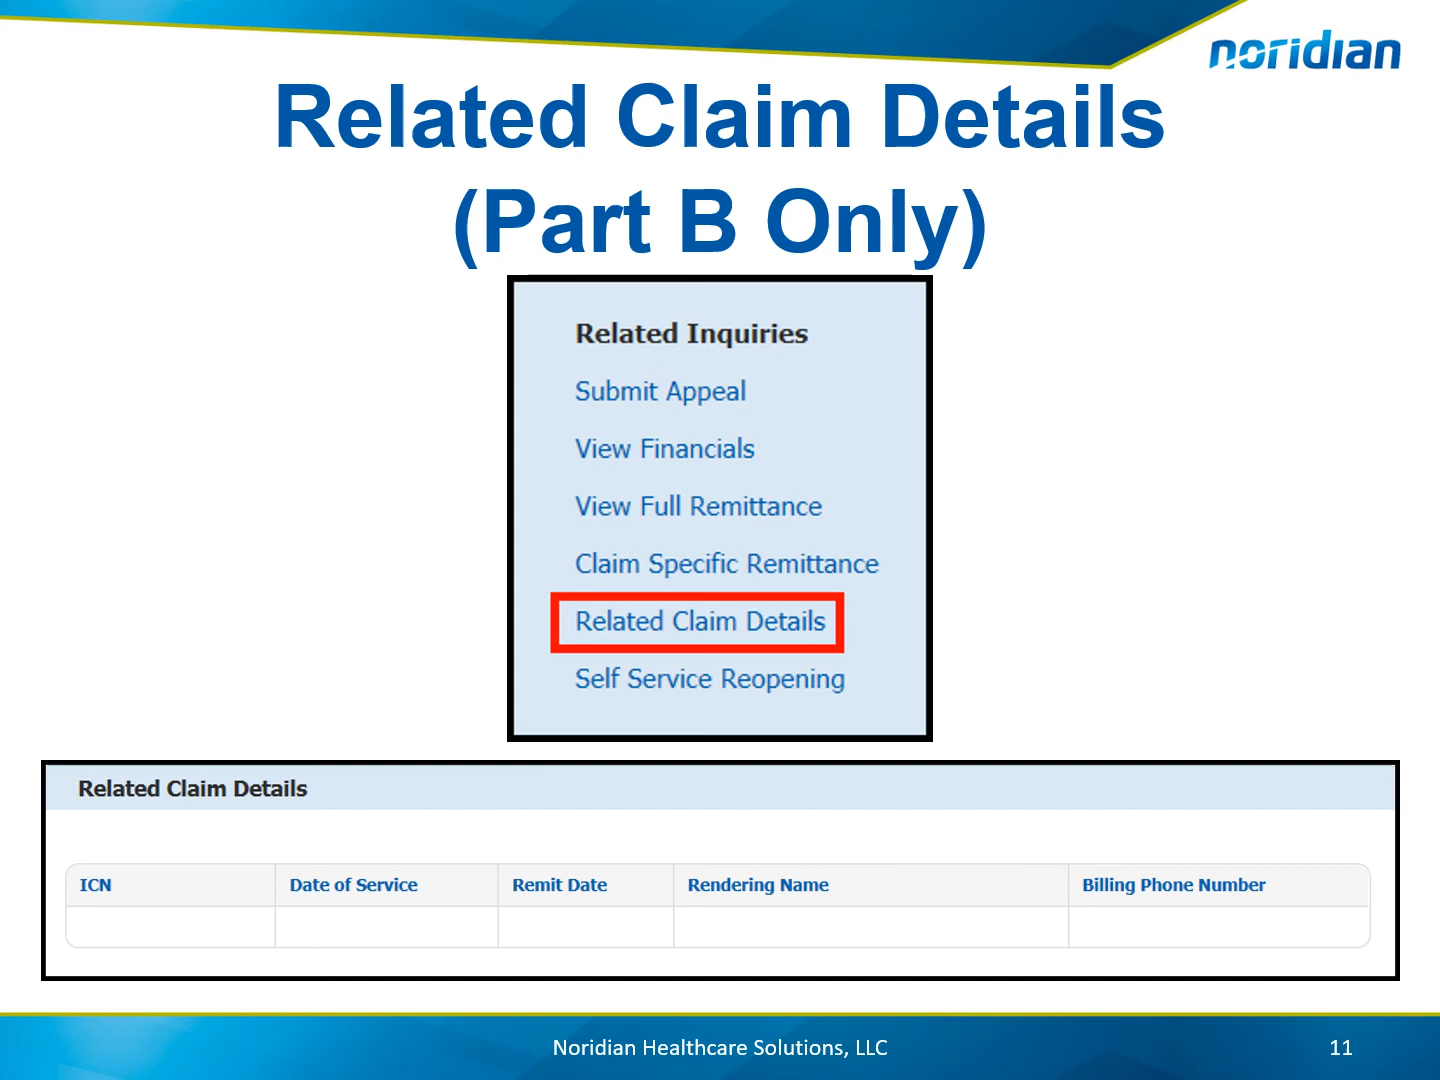 noridian
Related Claim Details
(Part B Only)
Related Inquiries
Submit Appeal
View Financials
View Full Remittance
Claim Specific Remittance
Related Claim Details
Self Service Reopening
Related Claim Details
ICN Date of Service Remit Date Rendering Name Billing Phone Number
Noridian Healthcare Solutions, LLC 11